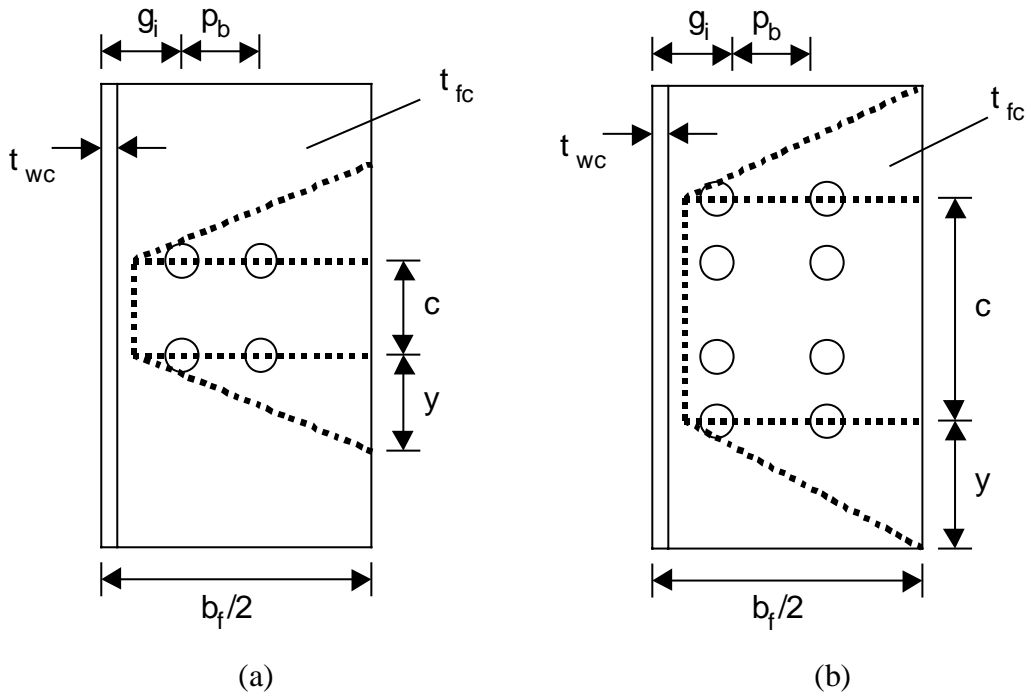 g_i p_b
t_fc
t_wc
c
y
b_f/2
(a)
g_i p_b
t_fc
t_wc
c
y
b_f/2
(b)